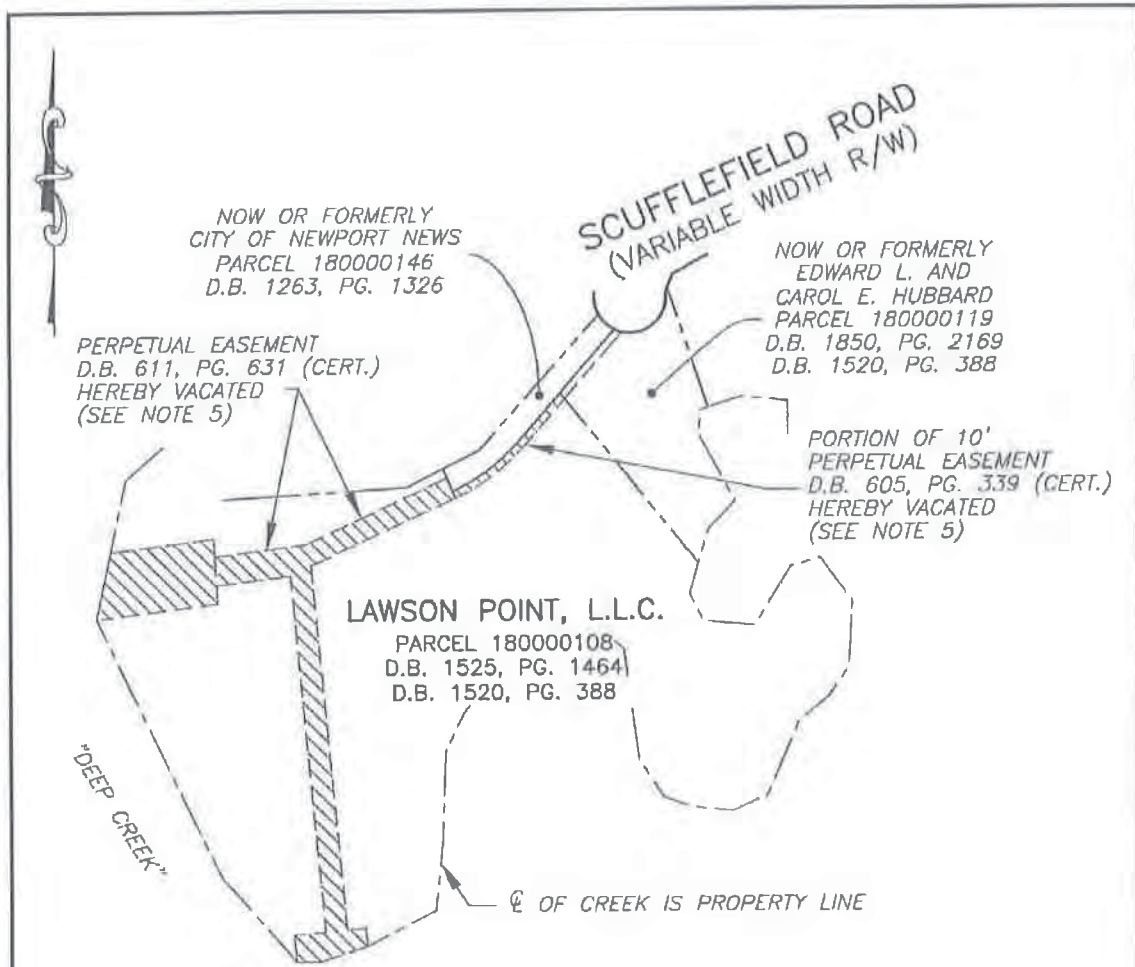 SCUFFLEFIELD ROAD
(VARIABLE WIDTH R/W)
NOW OR FORMERLY
CITY OF NEWPORT NEWS
PARCEL 180000146
D.B. 1263, PG. 1326
NOW OR FORMERLY
EDWARD L. AND
CAROL E. HUBBARD
PARCEL 180000119
D.B. 1850, PG. 2169
D.B. 1520, PG. 388
PERPETUAL EASEMENT
D.B. 611, PG. 631 (CERT.)
HEREBY VACATED
(SEE NOTE 5)
PORTION OF 10'
PERPETUAL EASEMENT
D.B. 605, PG. 339 (CERT.)
HEREBY VACATED
(SEE NOTE 5)
LAWSON POINT, L.L.C.
PARCEL 180000108
D.B. 1525, PG. 1464
D.B. 1520, PG. 388
"DEEP CREEK"
℄ OF CREEK IS PROPERTY LINE